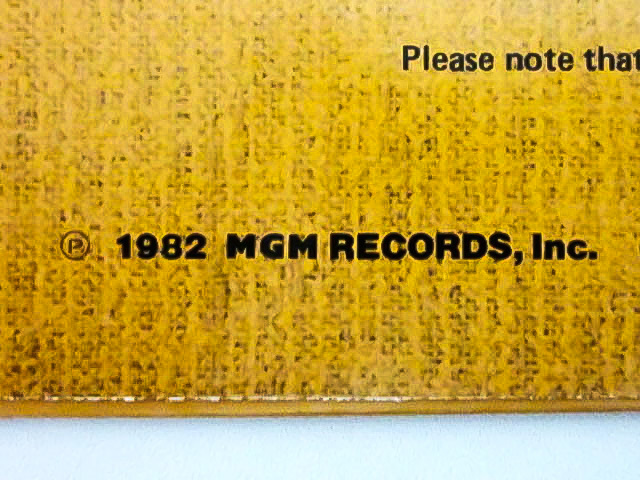 Please note that
℗ 1982 MGM RECORDS, Inc.